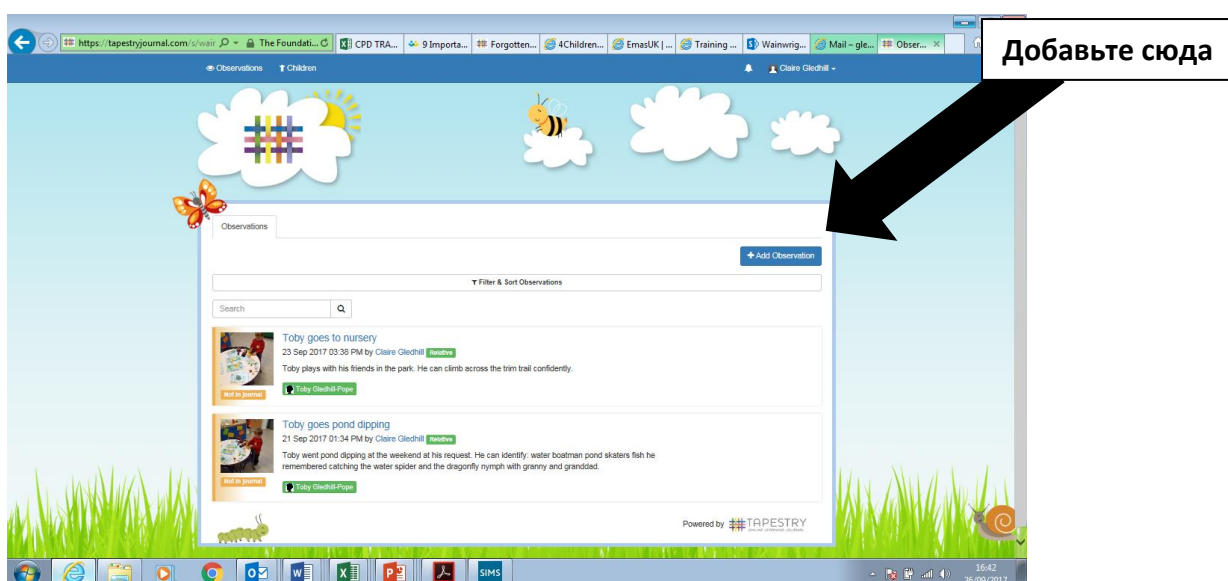 Добавьте сюда
https://tapestryjournal.com/s/wair
The Foundati...
CPD TRA...
9 Importa...
Forgotten...
4Children...
EmasUK | ...
Training ...
Wainwrig...
Mail – gle...
Obser...
Observations
Children
Claire Gledhill
Observations
+ Add Observation
Filter & Sort Observations
Search
Toby goes to nursery
23 Sep 2017 03:38 PM by Claire Gledhill Relative
Toby plays with his friends in the park. He can climb across the trim trail confidently.
Not in journal
Toby Gledhill-Pope
Toby goes pond dipping
21 Sep 2017 01:34 PM by Claire Gledhill Relative
Toby went pond dipping at the weekend at his request. He can identify: water boatman pond skaters fish he
remembered catching the water spider and the dragonfly nymph with granny and granddad.
Not in journal
Toby Gledhill-Pope
Powered by TAPESTRY
SIMS
16:42
26/09/2017